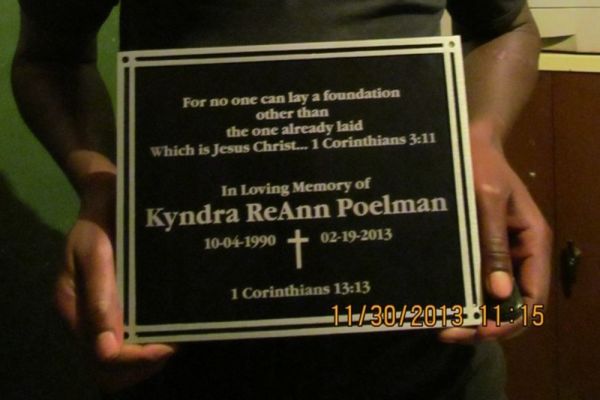 For no one can lay a foundation
other than
the one already laid
Which is Jesus Christ... 1 Corinthians 3:11
In Loving Memory of
Kyndra ReAnn Poelman
10-04-1990 02-19-2013
1 Corinthians 13:13
11/30/2013 11:15